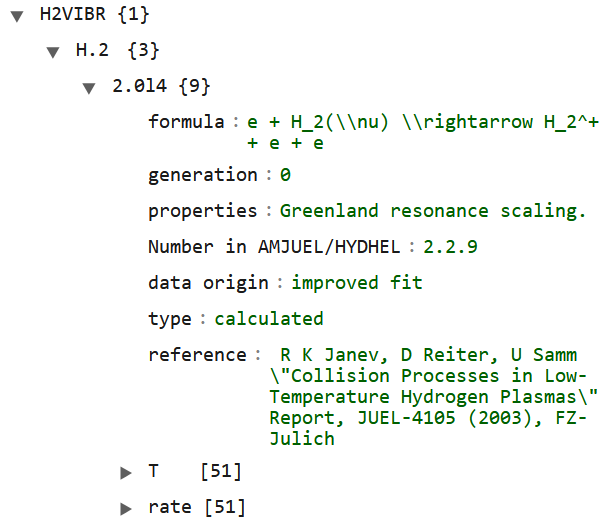 H2VIBR {1}
H.2 {3}
2.0l4 {9}
formula : e + H_2(\\nu) \\rightarrow H_2^+
+ e + e
generation : 0
properties : Greenland resonance scaling.
Number in AMJUEL/HYDHEL : 2.2.9
data origin : improved fit
type : calculated
reference : R K Janev, D Reiter, U Samm
\"Collision Processes in Low-
Temperature Hydrogen Plasmas\"
Report, JUEL-4105 (2003), FZ-
Julich
T [51]
rate [51]